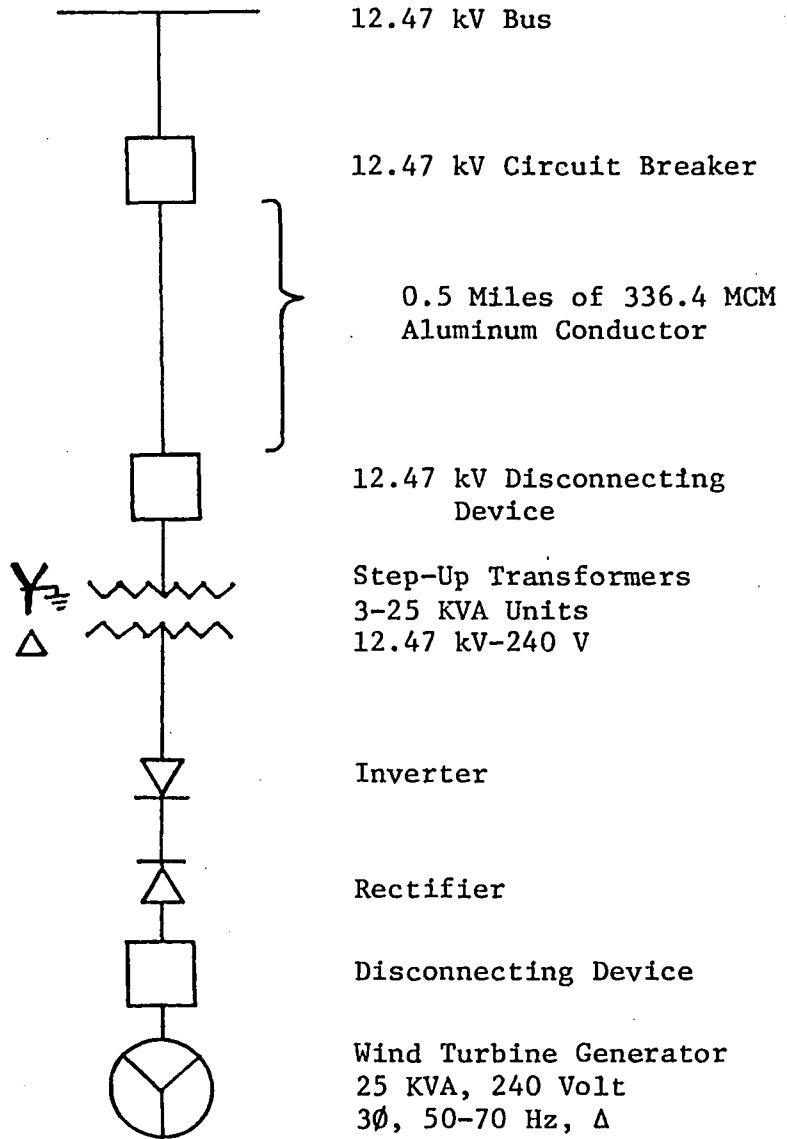 12.47 kV Bus
12.47 kV Circuit Breaker
0.5 Miles of 336.4 MCM
Aluminum Conductor
12.47 kV Disconnecting
Device
Step-Up Transformers
3-25 KVA Units
12.47 kV-240 V
Inverter
Rectifier
Disconnecting Device
Wind Turbine Generator
25 KVA, 240 Volt
3Ø, 50-70 Hz, Δ